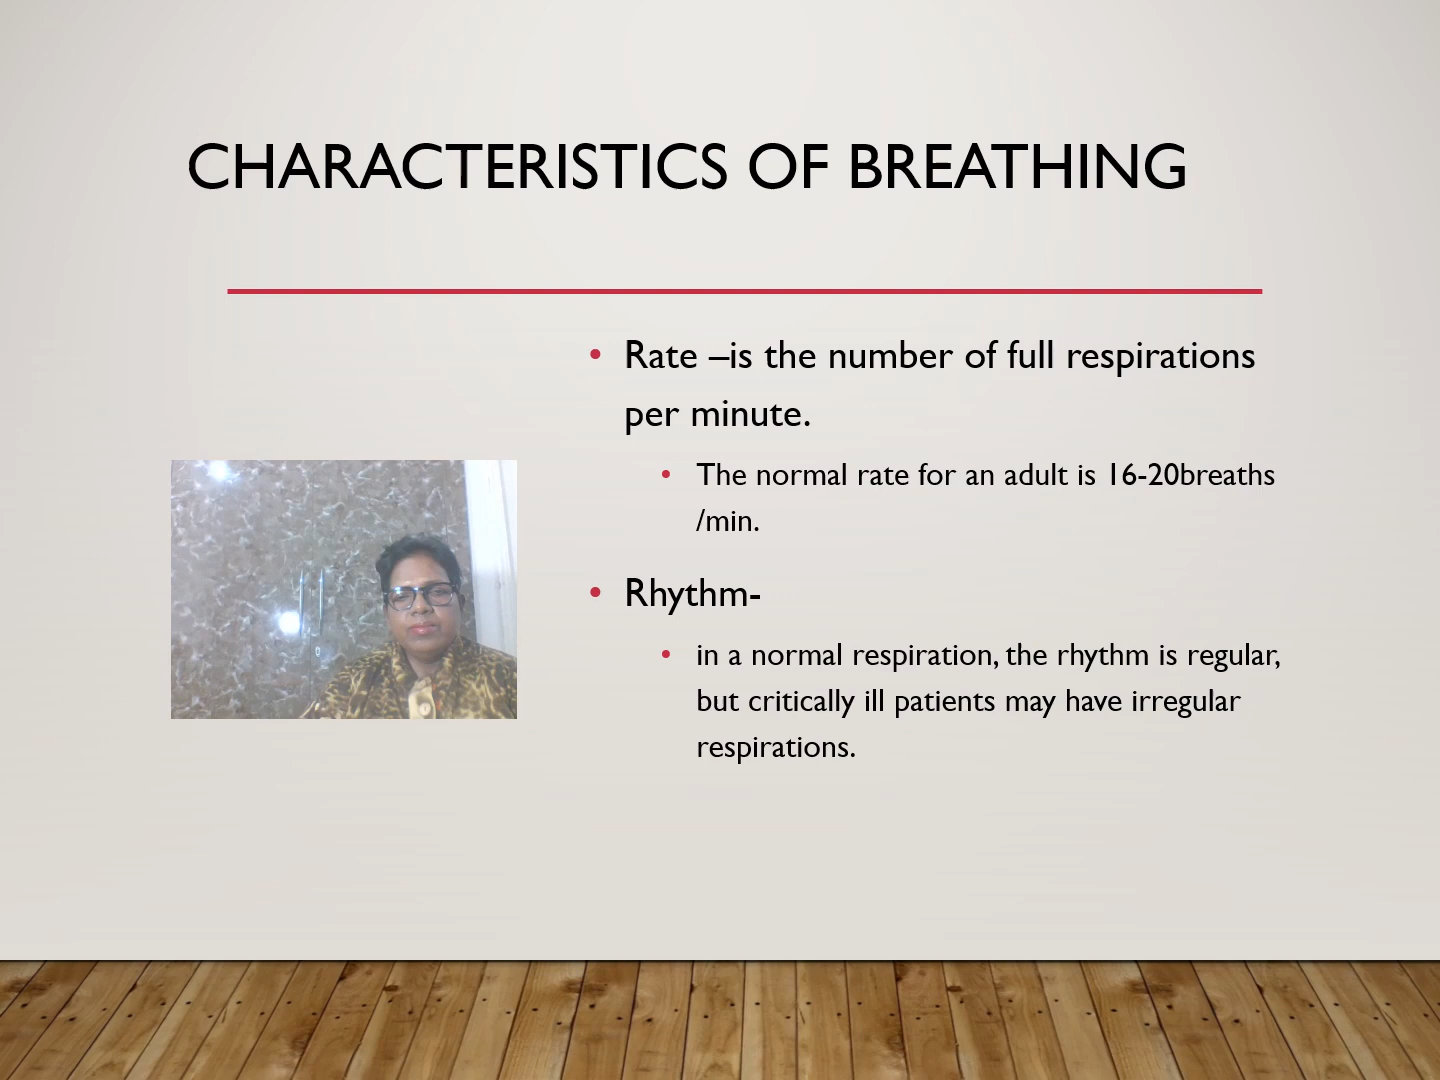 CHARACTERISTICS OF BREATHING
• Rate –is the number of full respirations
per minute.
• The normal rate for an adult is 16-20breaths
/min.
• Rhythm-
• in a normal respiration, the rhythm is regular,
but critically ill patients may have irregular
respirations.